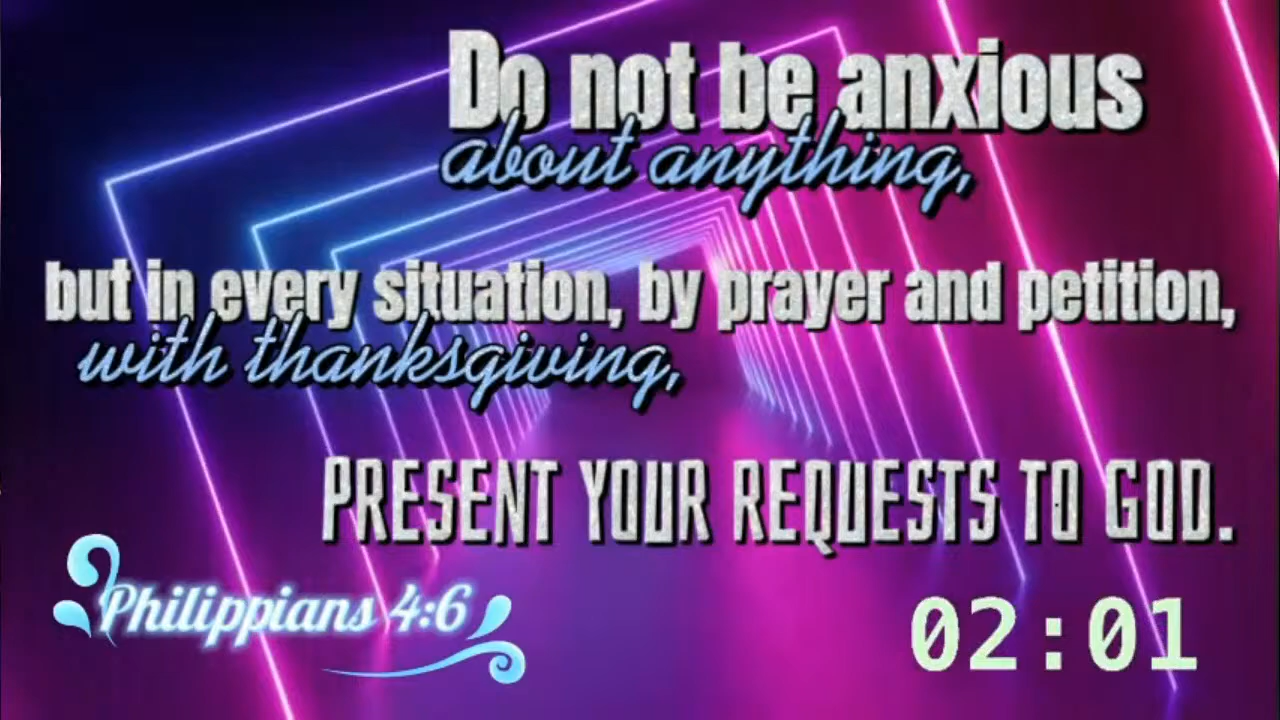 Do not be anxious
about anything,
but in every situation, by prayer and petition,
with thanksgiving,
PRESENT YOUR REQUESTS TO GOD.
Philippians 4:6
02:01